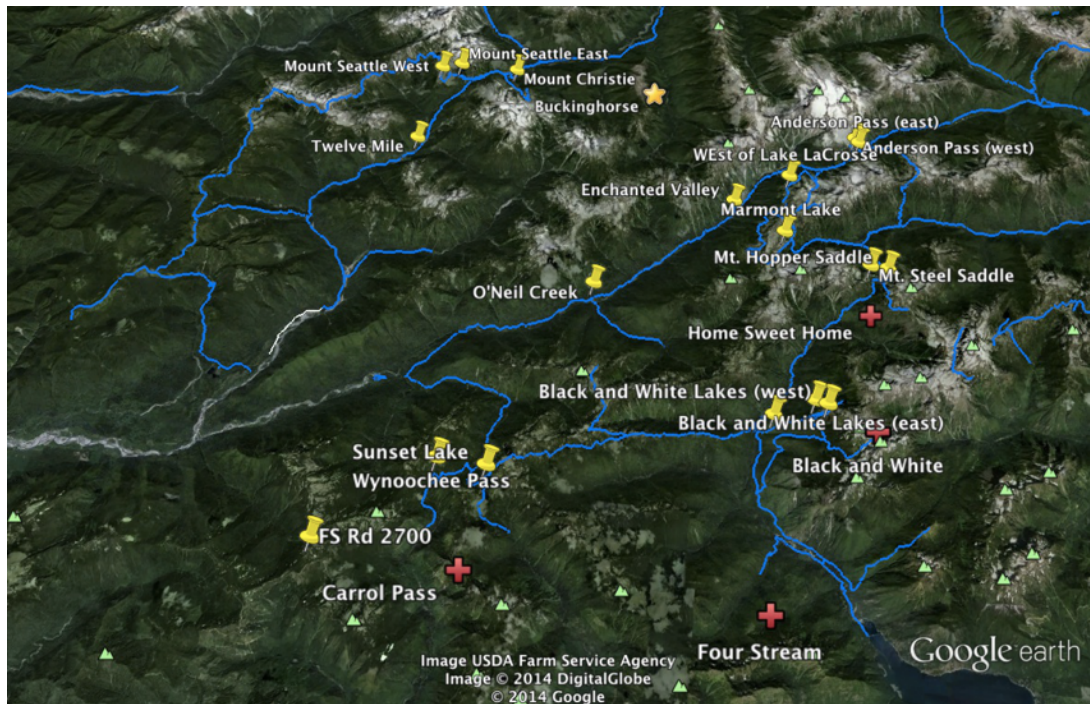 Mount Seattle East
Mount Seattle West
Mount Christie
Buckinghorse
Anderson Pass (east)
Twelve Mile
Anderson Pass (west)
WEst of Lake LaCrosse
Enchanted Valley
Marmont Lake
Mt. Hopper Saddle
Mt. Steel Saddle
O'Neil Creek
Home Sweet Home
Black and White Lakes (west)
Black and White Lakes (east)
Sunset Lake
Black and White
Wynoochee Pass
FS Rd 2700
Carrol Pass
Four Stream
Google earth
Image USDA Farm Service Agency
Image © 2014 DigitalGlobe
© 2014 Google